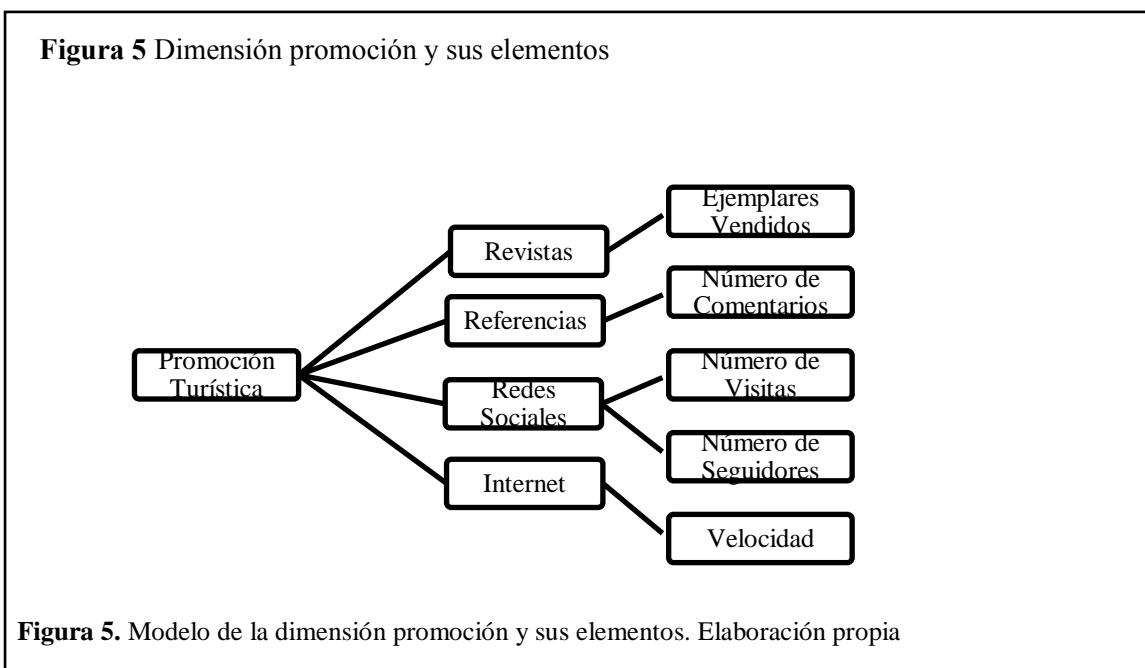 Figura 5 Dimensión promoción y sus elementos
Ejemplares
Vendidos
Revistas
Número de
Comentarios
Referencias
Promoción
Turística
Número de
Visitas
Redes
Sociales
Número de
Seguidores
Internet
Velocidad
Figura 5. Modelo de la dimensión promoción y sus elementos. Elaboración propia